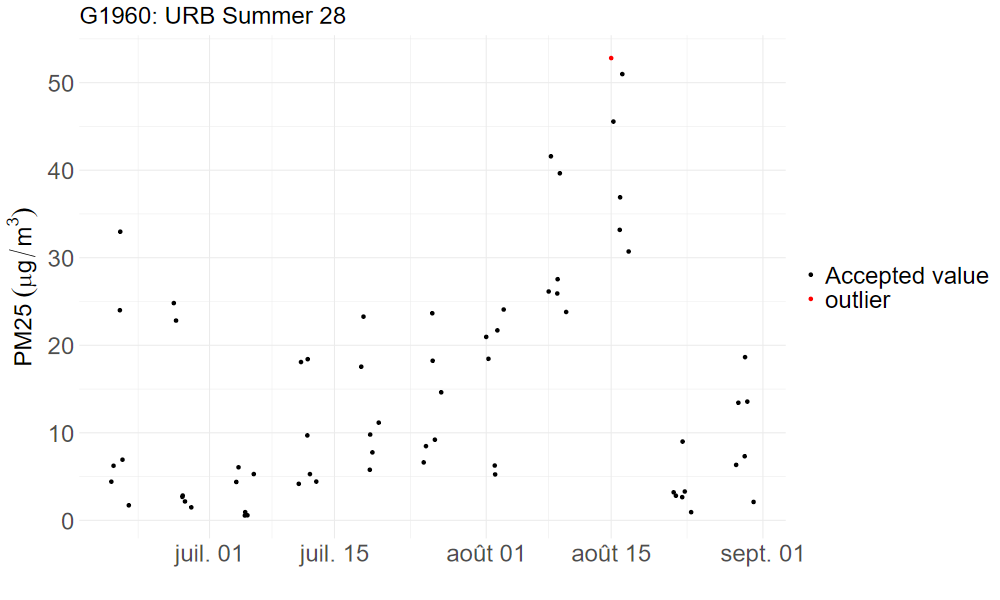 G1960: URB Summer 28
50
40
30
20
10
0
PM25 (μg/m³)
juil. 01
juil. 15
août 01
août 15
sept. 01
Accepted value
outlier